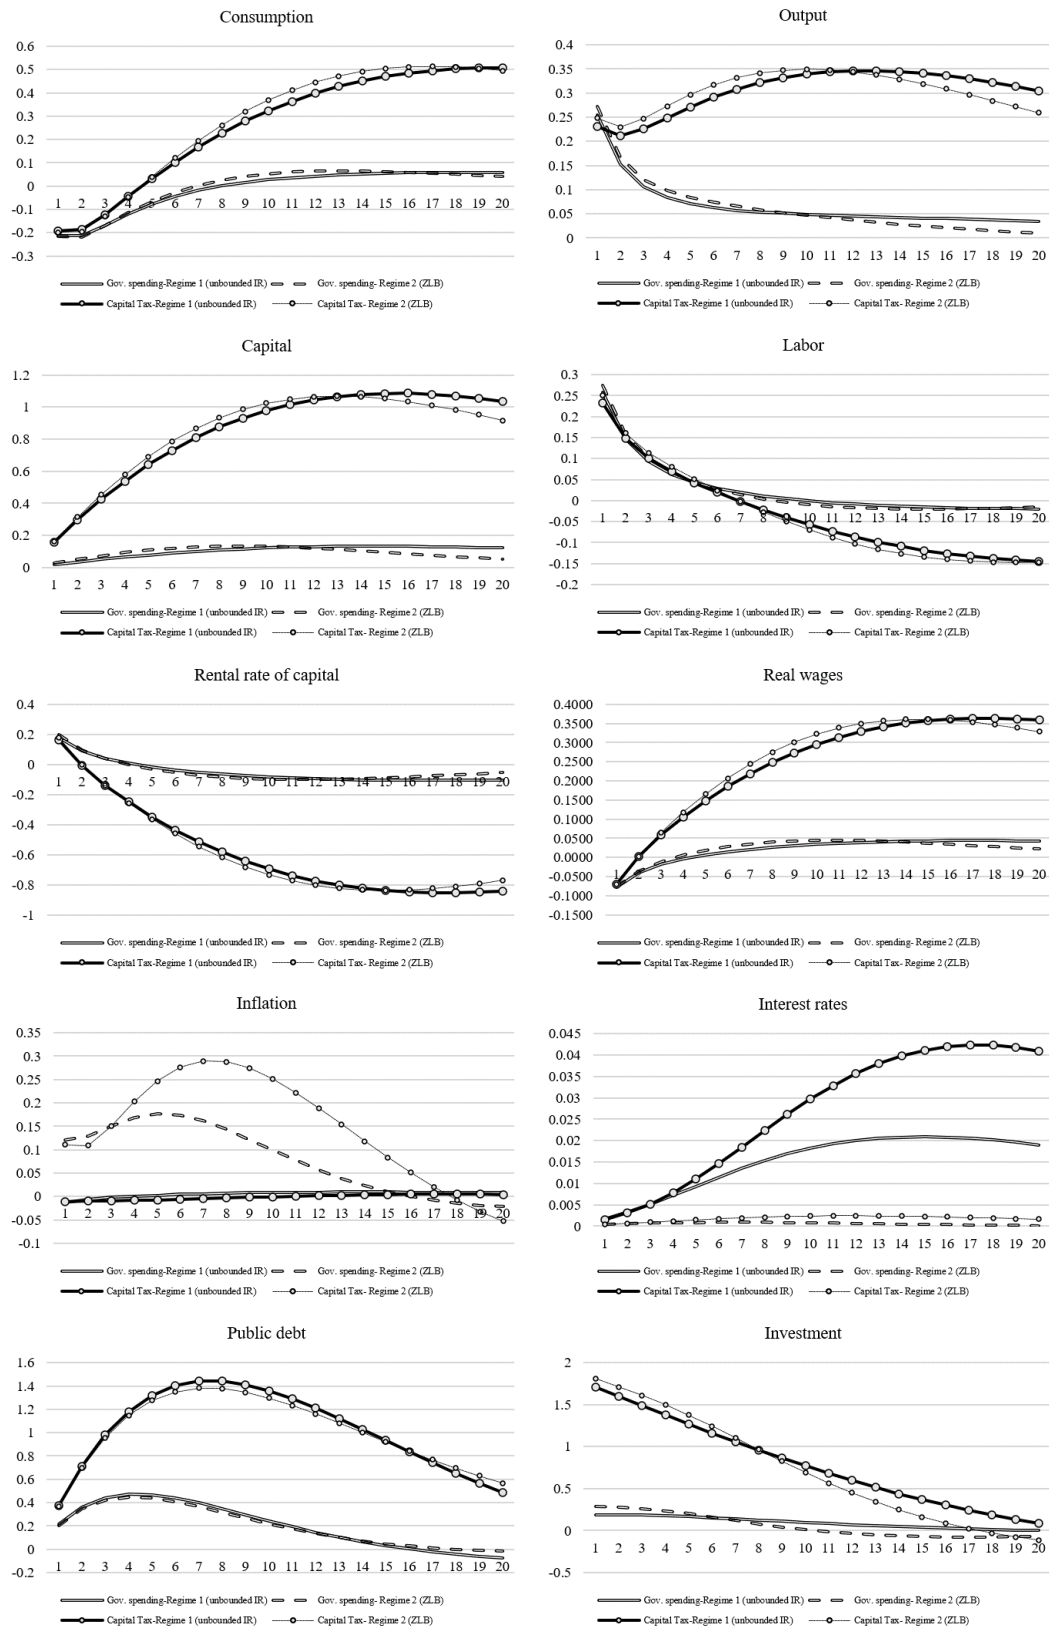 Consumption
0.6
0.5
0.4
0.3
0.2
0.1
0
-0.1
-0.2
-0.3
1 2 3 4 5 6 7 8 9 10 11 12 13 14 15 16 17 18 19 20
Gov. spending-Regime 1 (unbounded IR) Gov. spending- Regime 2 (ZLB)
Capital Tax-Regime 1 (unbounded IR) Capital Tax- Regime 2 (ZLB)
Output
0.4
0.35
0.3
0.25
0.2
0.15
0.1
0.05
0
1 2 3 4 5 6 7 8 9 10 11 12 13 14 15 16 17 18 19 20
Gov. spending-Regime 1 (unbounded IR) Gov. spending- Regime 2 (ZLB)
Capital Tax-Regime 1 (unbounded IR) Capital Tax- Regime 2 (ZLB)
Capital
1.2
1
0.8
0.6
0.4
0.2
0
1 2 3 4 5 6 7 8 9 10 11 12 13 14 15 16 17 18 19 20
Gov. spending-Regime 1 (unbounded IR) Gov. spending- Regime 2 (ZLB)
Capital Tax-Regime 1 (unbounded IR) Capital Tax- Regime 2 (ZLB)
Labor
0.3
0.25
0.2
0.15
0.1
0.05
0
-0.05
-0.1
-0.15
-0.2
1 2 3 4 5 6 7 8 9 10 11 12 13 14 15 16 17 18 19 20
Gov. spending-Regime 1 (unbounded IR) Gov. spending- Regime 2 (ZLB)
Capital Tax-Regime 1 (unbounded IR) Capital Tax- Regime 2 (ZLB)
Rental rate of capital
0.4
0.2
0
-0.2
-0.4
-0.6
-0.8
-1
1 2 3 4 5 6 7 8 9 10 11 12 13 14 15 16 17 18 19 20
Gov. spending-Regime 1 (unbounded IR) Gov. spending- Regime 2 (ZLB)
Capital Tax-Regime 1 (unbounded IR) Capital Tax- Regime 2 (ZLB)
Real wages
0.4000
0.3500
0.3000
0.2500
0.2000
0.1500
0.1000
0.0500
0.0000
-0.0500
-0.1000
-0.1500
1 2 3 4 5 6 7 8 9 10 11 12 13 14 15 16 17 18 19 20
Gov. spending-Regime 1 (unbounded IR) Gov. spending- Regime 2 (ZLB)
Capital Tax-Regime 1 (unbounded IR) Capital Tax- Regime 2 (ZLB)
Inflation
0.35
0.3
0.25
0.2
0.15
0.1
0.05
0
-0.05
-0.1
1 2 3 4 5 6 7 8 9 10 11 12 13 14 15 16 17 18 19 20
Gov. spending-Regime 1 (unbounded IR) Gov. spending- Regime 2 (ZLB)
Capital Tax-Regime 1 (unbounded IR) Capital Tax- Regime 2 (ZLB)
Interest rates
0.045
0.04
0.035
0.03
0.025
0.02
0.015
0.01
0.005
0
1 2 3 4 5 6 7 8 9 10 11 12 13 14 15 16 17 18 19 20
Gov. spending-Regime 1 (unbounded IR) Gov. spending- Regime 2 (ZLB)
Capital Tax-Regime 1 (unbounded IR) Capital Tax- Regime 2 (ZLB)
Public debt
1.6
1.4
1.2
1
0.8
0.6
0.4
0.2
0
-0.2
1 2 3 4 5 6 7 8 9 10 11 12 13 14 15 16 17 18 19 20
Gov. spending-Regime 1 (unbounded IR) Gov. spending- Regime 2 (ZLB)
Capital Tax-Regime 1 (unbounded IR) Capital Tax- Regime 2 (ZLB)
Investment
2
1.5
1
0.5
0
-0.5
1 2 3 4 5 6 7 8 9 10 11 12 13 14 15 16 17 18 19 20
Gov. spending-Regime 1 (unbounded IR) Gov. spending- Regime 2 (ZLB)
Capital Tax-Regime 1 (unbounded IR) Capital Tax- Regime 2 (ZLB)